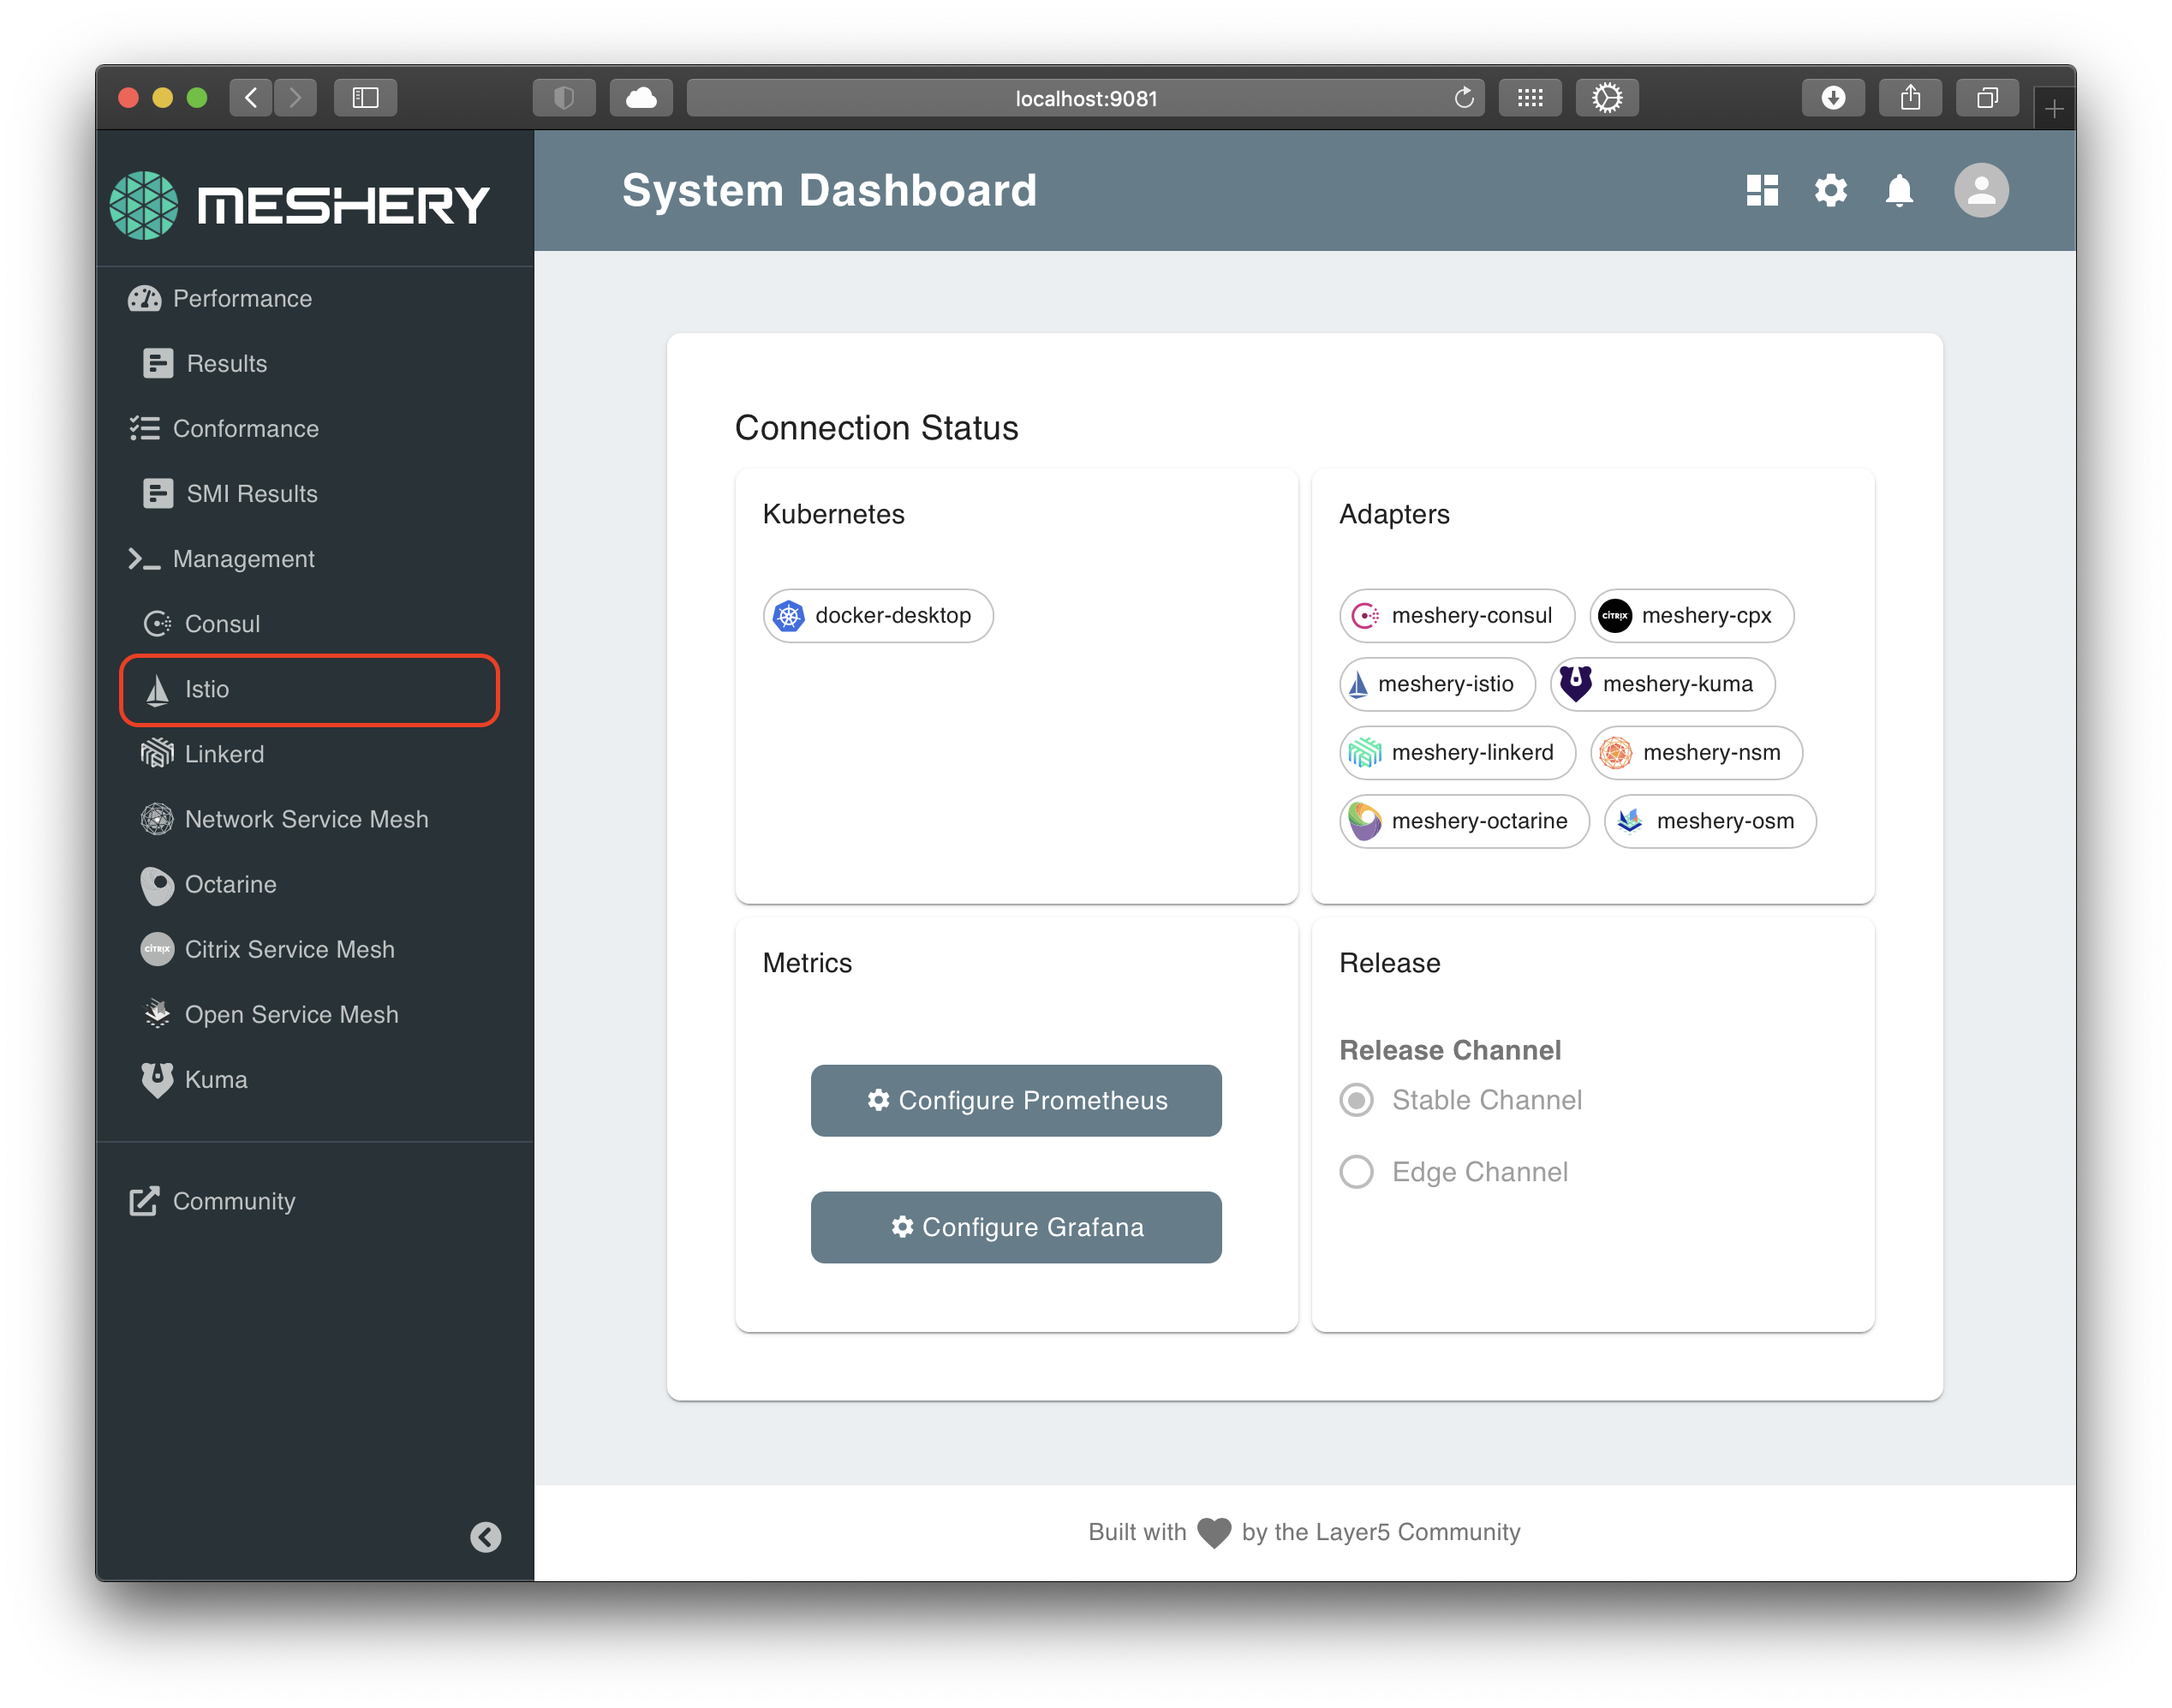 localhost:9081
MESHERY
System Dashboard
Performance
Results
Conformance
SMI Results
Management
Consul
Istio
Linkerd
Network Service Mesh
Octarine
CITRIX Citrix Service Mesh
Open Service Mesh
Kuma
Community
Connection Status
Kubernetes
docker-desktop
Adapters
meshery-consul
CITRIX meshery-cpx
meshery-istio
meshery-kuma
meshery-linkerd
meshery-nsm
meshery-octarine
meshery-osm
Metrics
Configure Prometheus
Configure Grafana
Release
Release Channel
Stable Channel
Edge Channel
Built with by the Layer5 Community